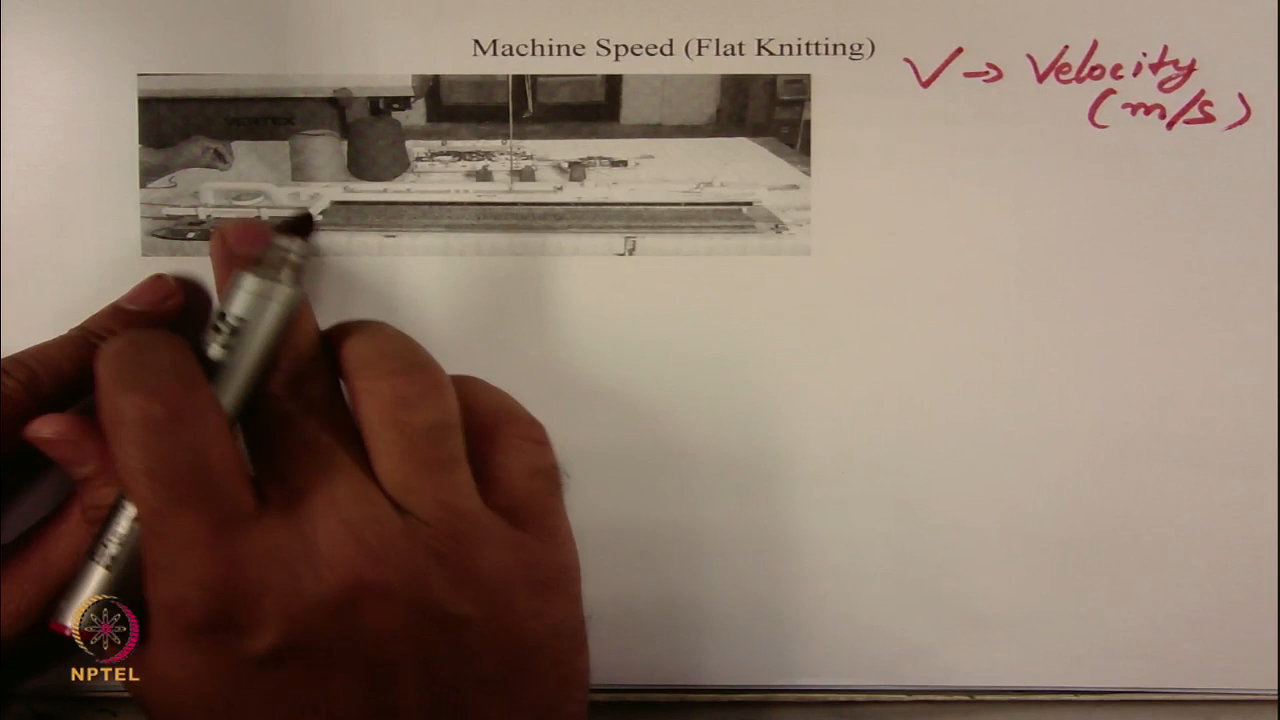 Machine Speed (Flat Knitting)
V → Velocity
(m/s)
VERTEX
NPTEL